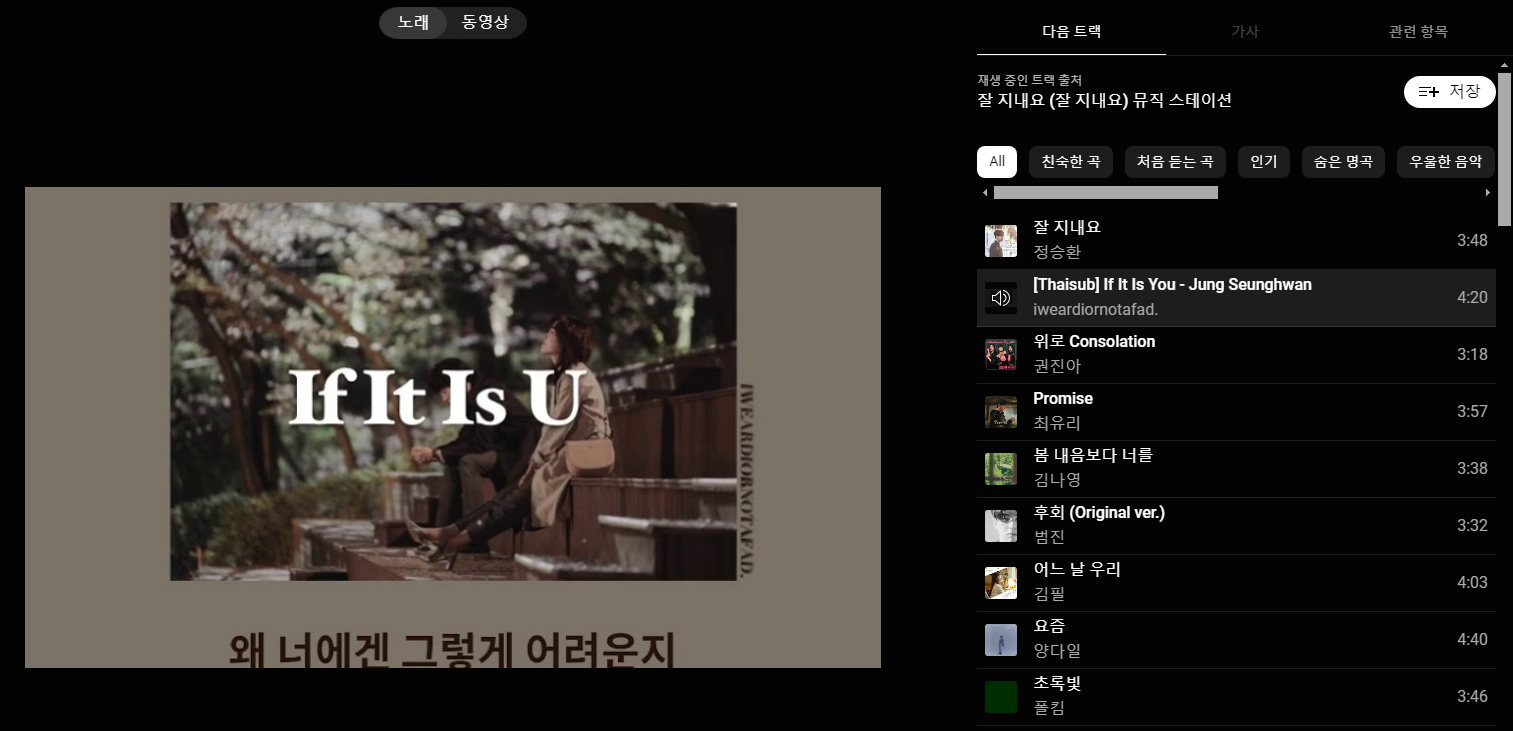 노래
동영상
If It Is U
IWEARDIORNOTAFAD.
왜 너에겐 그렇게 어려운지
다음 트랙
가사
관련 항목
재생 중인 트랙 출처
잘 지내요 (잘 지내요) 뮤직 스테이션
저장
All
친숙한 곡
처음 듣는 곡
인기
숨은 명곡
우울한 음악
잘 지내요
정승환
3:48
[Thaisub] If It Is You - Jung Seunghwan
iweardiornotafad.
4:20
위로 Consolation
권진아
3:18
Promise
최유리
3:57
봄 내음보다 너를
김나영
3:38
후회 (Original ver.)
범진
3:32
어느 날 우리
김필
4:03
요즘
양다일
4:40
초록빛
폴킴
3:46